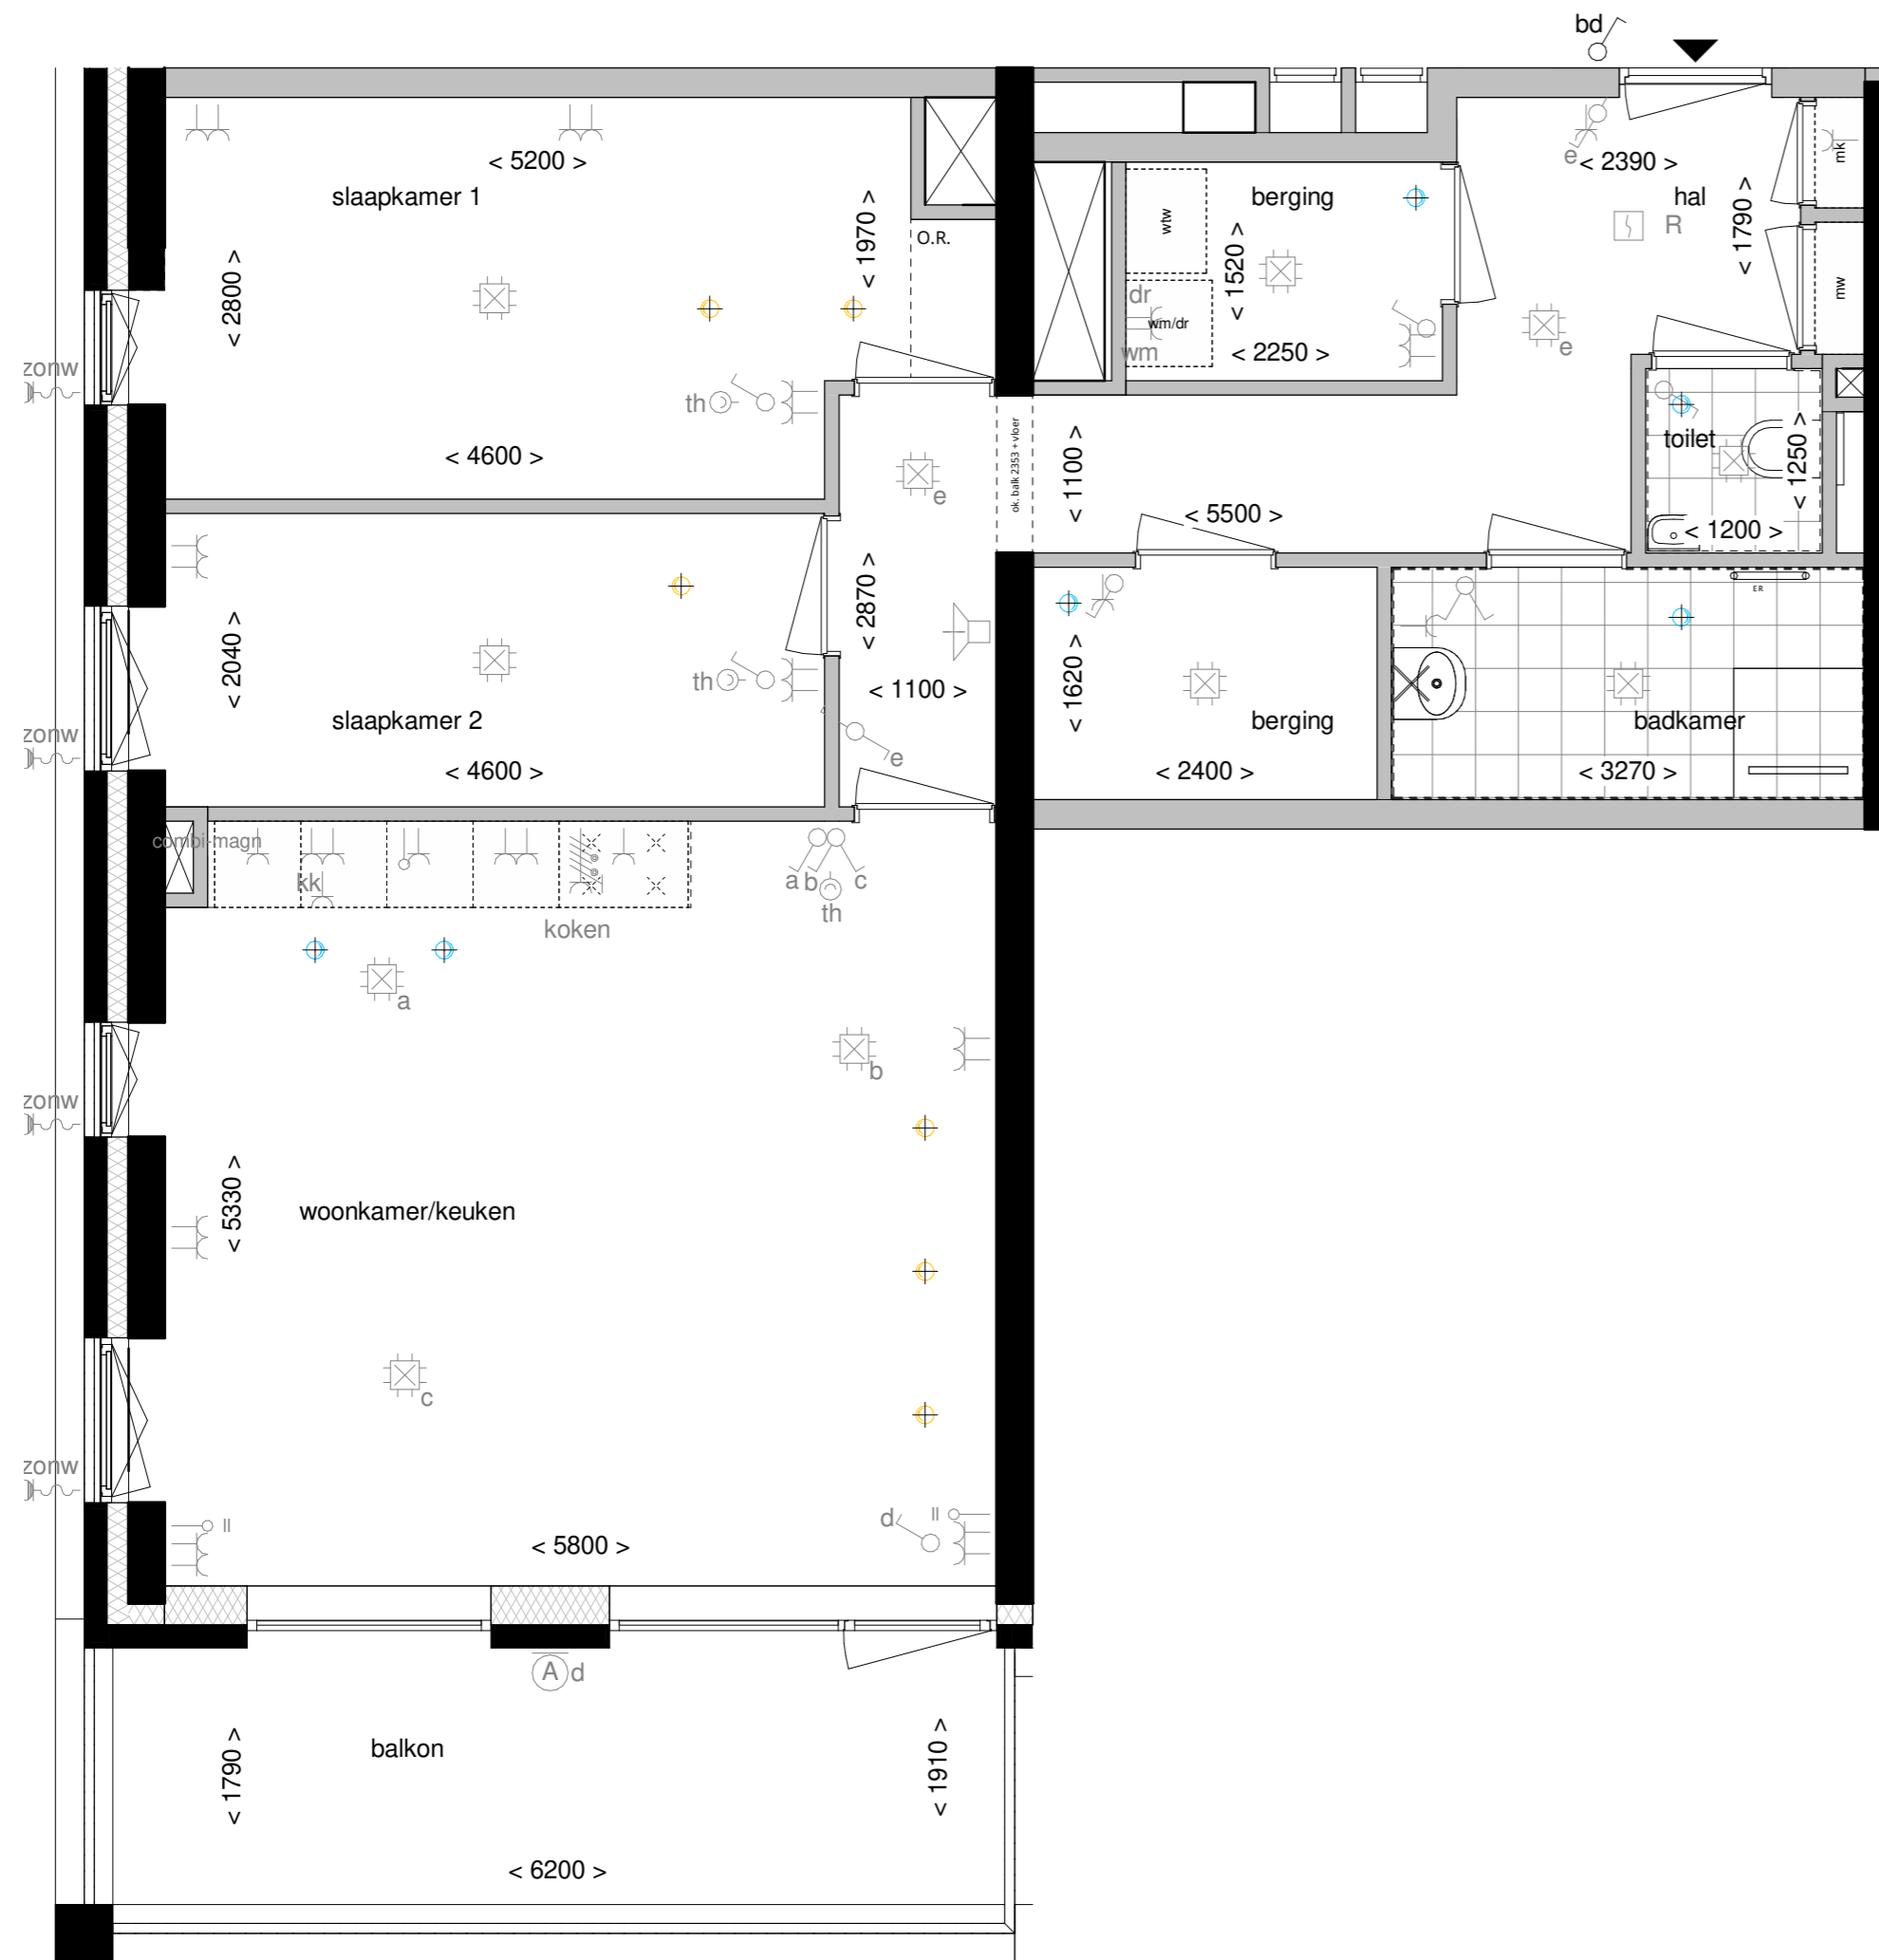 bd
< 5200 >
slaapkamer 1
< 1970 >
O.R.
< 2800 >
zonw
th
< 4600 >
berging
wtw
< 1520 >
dr
wm/dr
wm
< 2250 >
e
< 2390 >
hal
R
< 1790 >
mk
mw
e
toilet
< 1250 >
< 1200 >
e
ok. balk 2353 + vloer
< 1100 >
< 5500 >
< 2040 >
zonw
th
slaapkamer 2
< 4600 >
< 2870 >
< 1100 >
e
< 1620 >
berging
< 2400 >
ER
badkamer
< 3270 >
combi-magn
kk
koken
a
b
c
th
a
b
zonw
< 5330 >
woonkamer/keuken
c
zonw
II
< 5800 >
d
II
A
d
balkon
< 1790 >
< 1910 >
< 6200 >